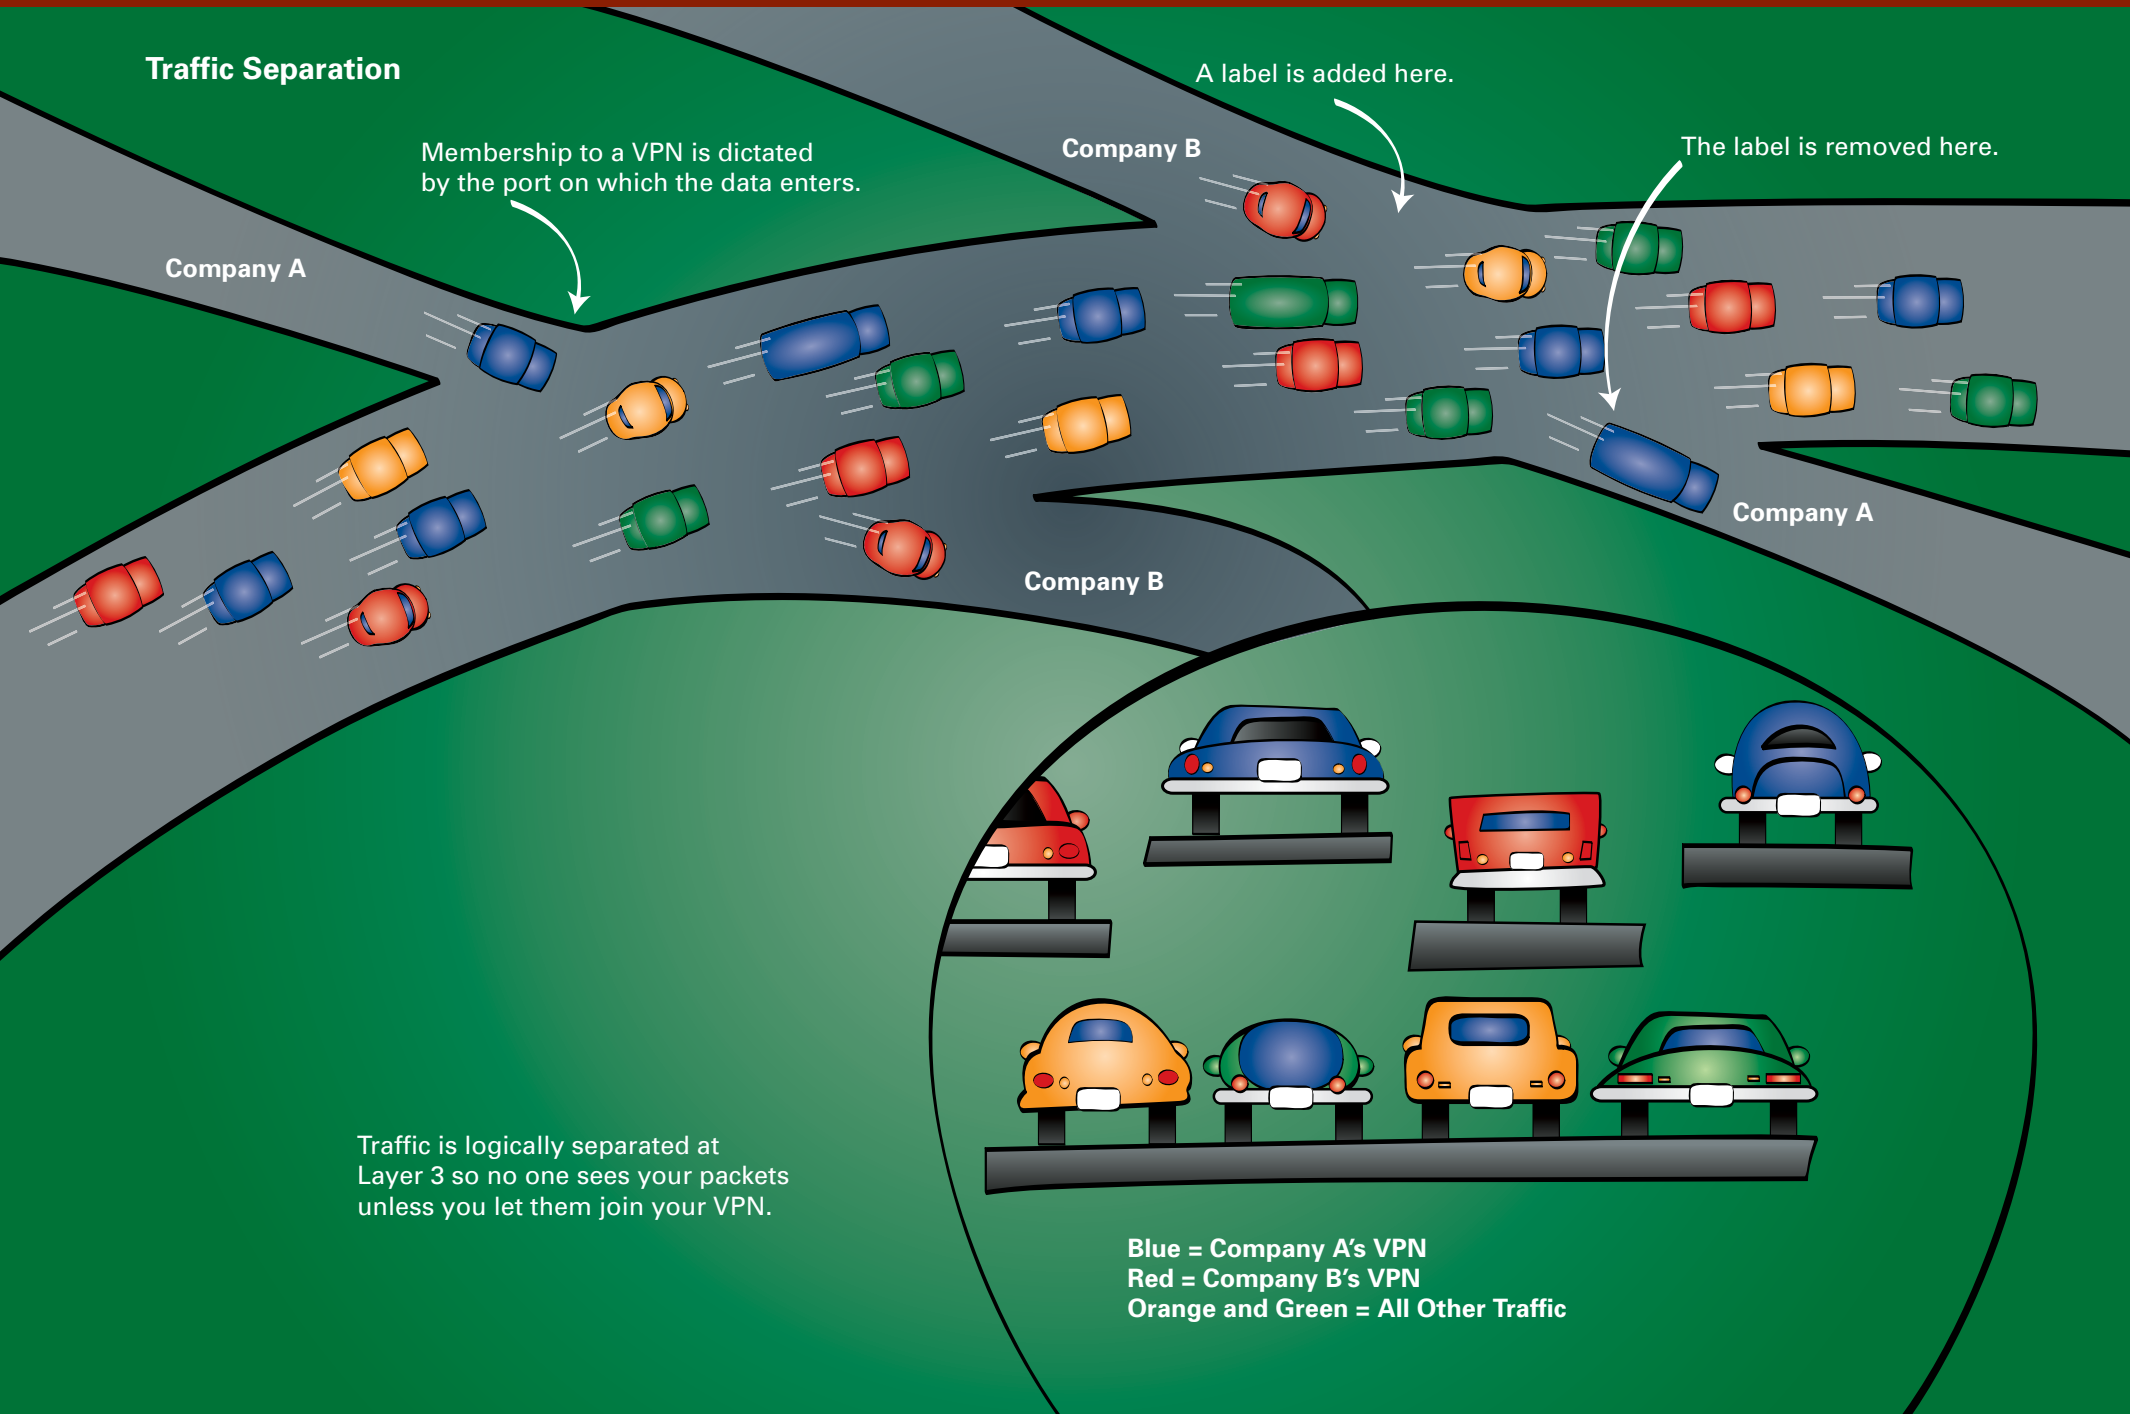 Traffic Separation
A label is added here.
Membership to a VPN is dictated
by the port on which the data enters.
Company B
The label is removed here.
Company A
Company A
Company B
Traffic is logically separated at
Layer 3 so no one sees your packets
unless you let them join your VPN.
Blue = Company A’s VPN
Red = Company B’s VPN
Orange and Green = All Other Traffic